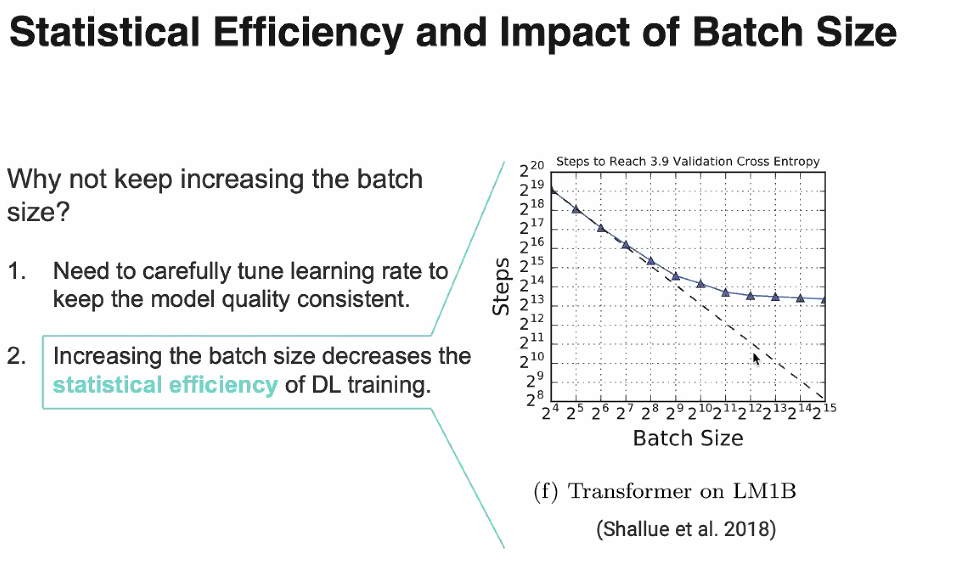 Statistical Efficiency and Impact of Batch Size
Why not keep increasing the batch
size?
1. Need to carefully tune learning rate to
keep the model quality consistent.
2. Increasing the batch size decreases the
statistical efficiency of DL training.
Steps to Reach 3.9 Validation Cross Entropy
2^20
2^19
2^18
2^17
2^16
2^15
2^14
2^13
2^12
2^11
2^10
2^9
2^8
Steps
2^4 2^5 2^6 2^7 2^8 2^9 2^10 2^11 2^12 2^13 2^14 2^15
Batch Size
(f) Transformer on LM1B
(Shallue et al. 2018)